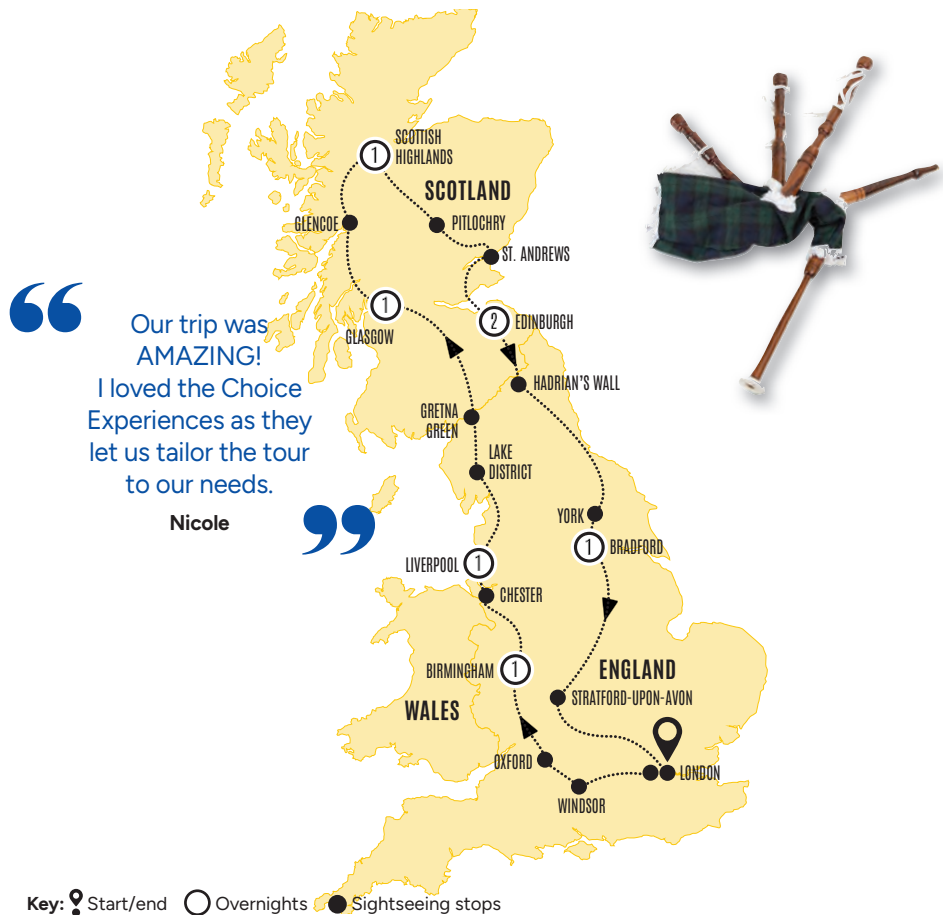 SCOTTISH
HIGHLANDS
1
SCOTLAND
GLENCOE
PITLOCHRY
ST. ANDREWS
1
GLASGOW
2
EDINBURGH
HADRIAN'S WALL
GRETNA
GREEN
LAKE
DISTRICT
YORK
1
BRADFORD
LIVERPOOL
1
CHESTER
BIRMINGHAM
1
ENGLAND
STRATFORD-UPON-AVON
WALES
OXFORD
WINDSOR
LONDON
“
Our trip was
AMAZING!
I loved the Choice
Experiences as they
let us tailor the tour
to our needs.
Nicole
”
Key: Start/end Overnights Sightseeing stops